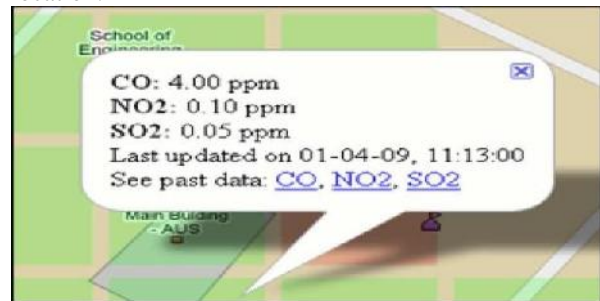 School of
Engineering
CO: 4.00 ppm
NO2: 0.10 ppm
SO2: 0.05 ppm
Last updated on 01-04-09, 11:13:00
See past data: CO, NO2, SO2
Main Building
- AUS